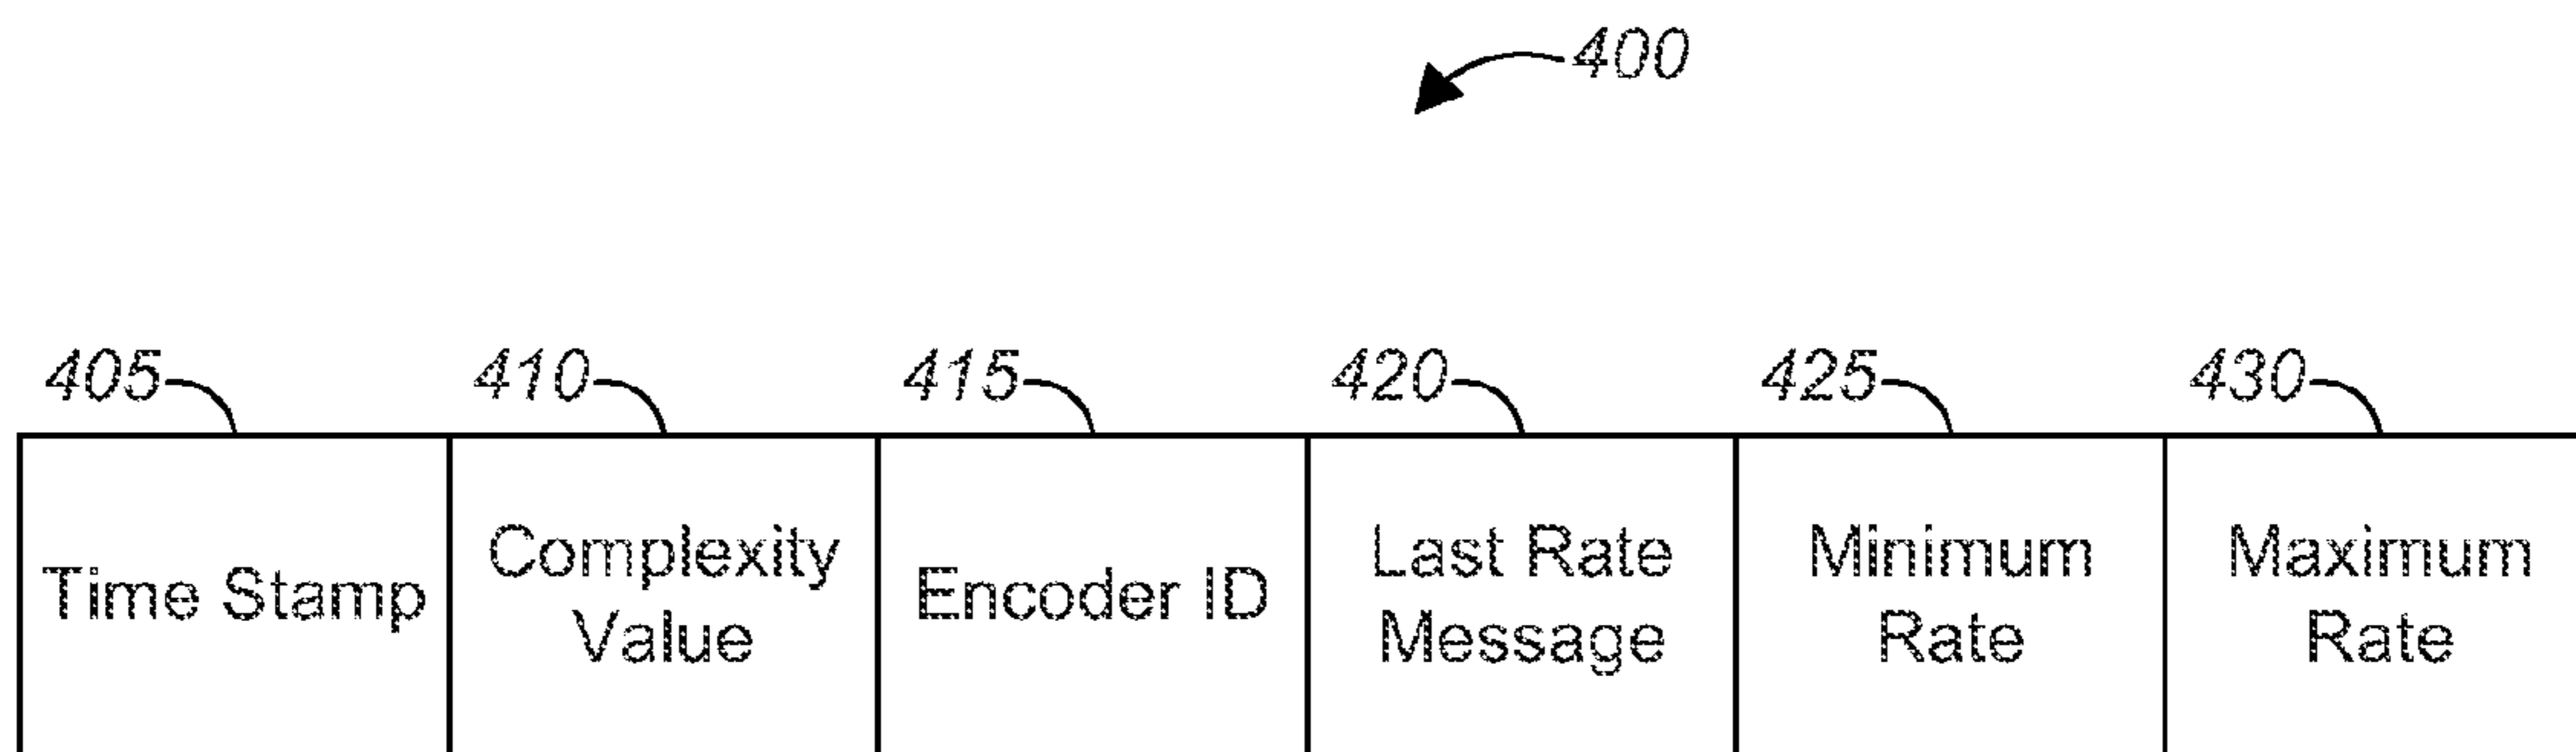 400
405 410 415 420 425 430
Time Stamp
Complexity
Value
Encoder ID
Last Rate
Message
Minimum
Rate
Maximum
Rate